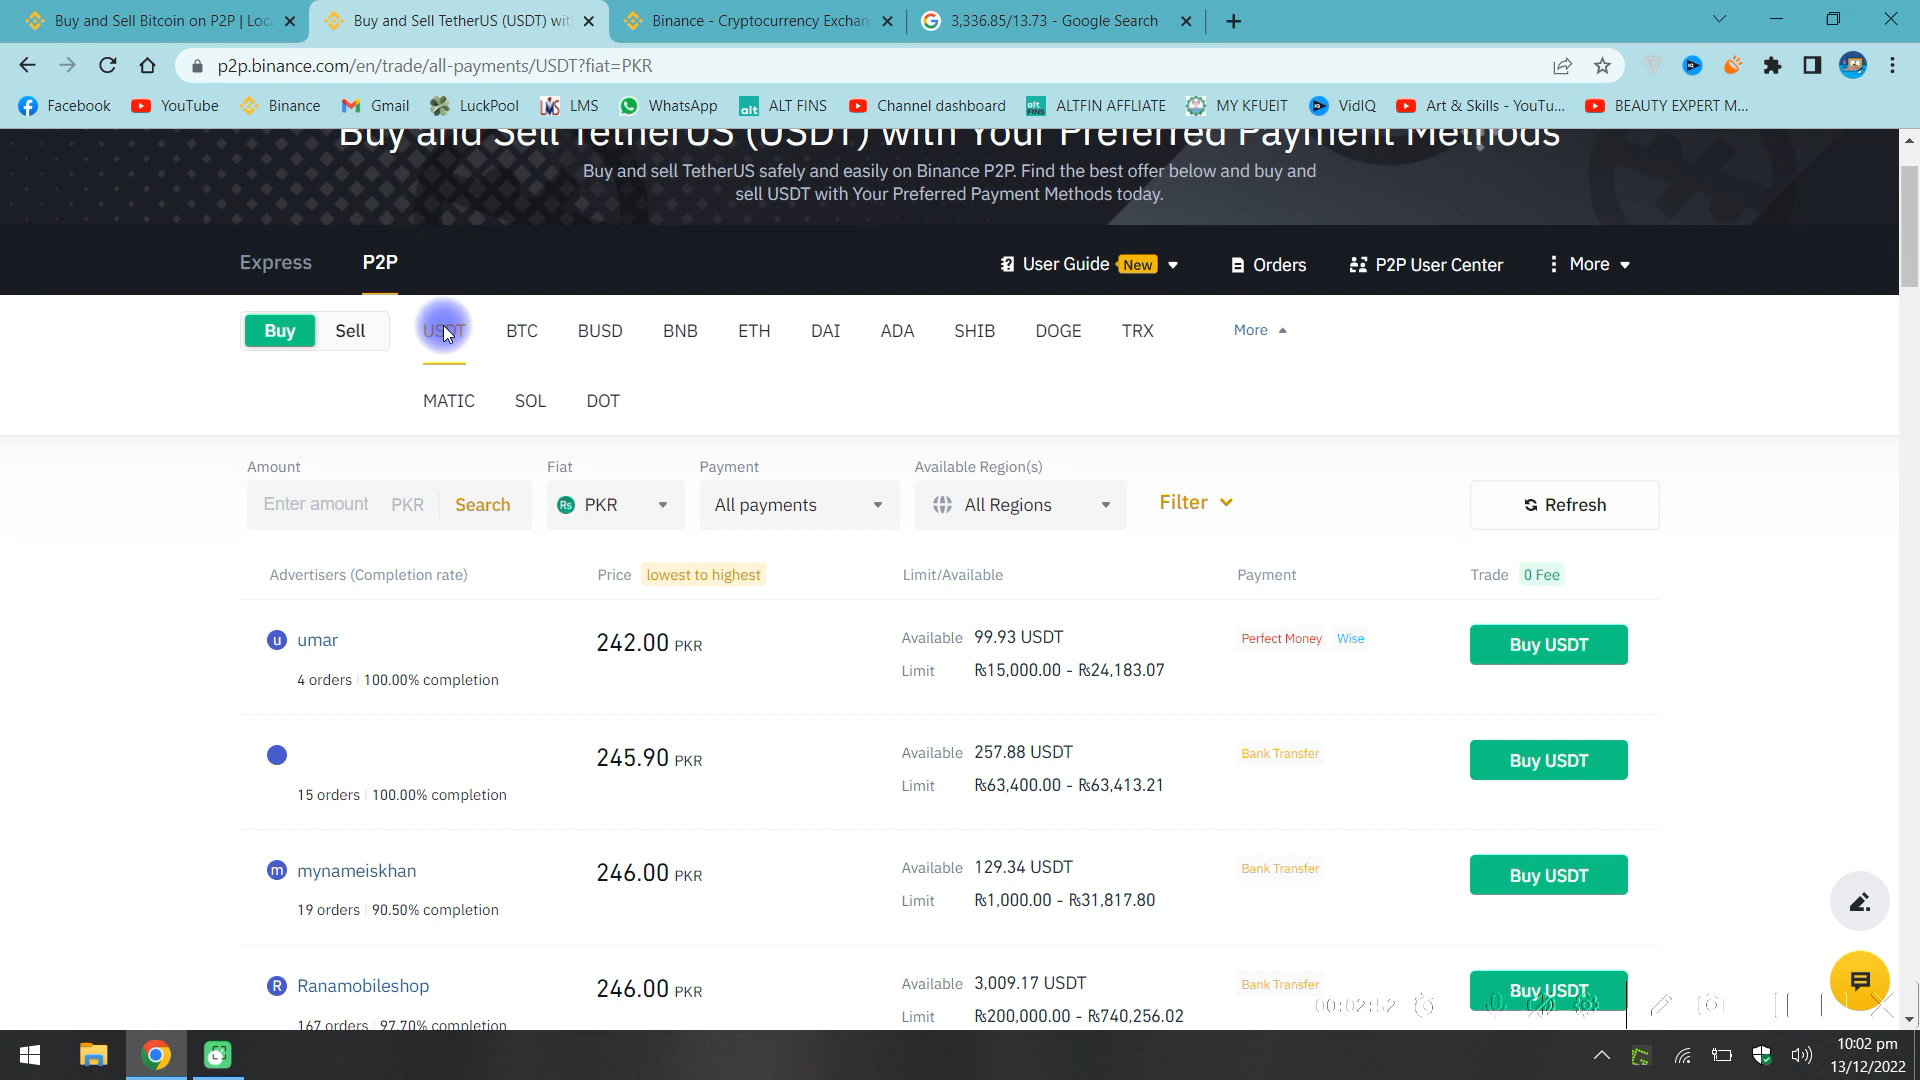 Buy and Sell Bitcoin on P2P | Loca
Buy and Sell TetherUS (USDT) wit
Binance - Cryptocurrency Exchan
3,336.85/13.73 - Google Search
p2p.binance.com/en/trade/all-payments/USDT?fiat=PKR
Facebook YouTube Binance Gmail LuckPool LMS WhatsApp ALT FINS Channel dashboard ALTFIN AFFLIATE MY KFUEIT VidIQ Art & Skills - YouTu... BEAUTY EXPERT M...
Buy and Sell TetherUS (USDT) with Your Preferred Payment Methods
Buy and sell TetherUS safely and easily on Binance P2P. Find the best offer below and buy and
sell USDT with Your Preferred Payment Methods today.
Express P2P User Guide New Orders P2P User Center More
Buy Sell USDT BTC BUSD BNB ETH DAI ADA SHIB DOGE TRX More
MATIC SOL DOT
Amount Fiat Payment Available Region(s)
Enter amount PKR Search Rs PKR All payments All Regions Filter Refresh
Advertisers (Completion rate) Price lowest to highest Limit/Available Payment Trade 0 Fee
u umar 242.00 PKR Available 99.93 USDT Perfect Money Wise Buy USDT
4 orders | 100.00% completion Limit ₨15,000.00 - ₨24,183.07
245.90 PKR Available 257.88 USDT Bank Transfer Buy USDT
15 orders | 100.00% completion Limit ₨63,400.00 - ₨63,413.21
m mynameiskhan 246.00 PKR Available 129.34 USDT Bank Transfer Buy USDT
19 orders | 90.50% completion Limit ₨1,000.00 - ₨31,817.80
R Ranamobileshop 246.00 PKR Available 3,009.17 USDT Bank Transfer Buy USDT
167 orders | 97.70% completion Limit ₨200,000.00 - ₨740,256.02
00:02:52
10:02 pm
13/12/2022